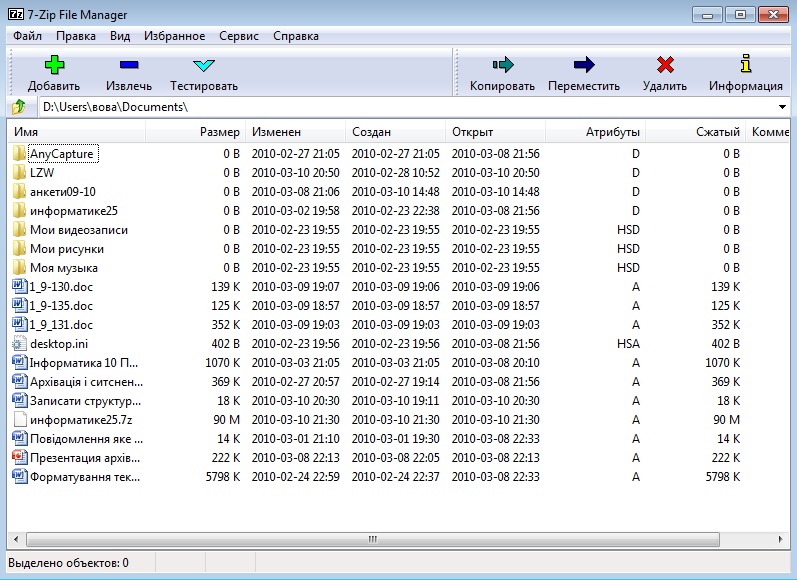 7z 7-Zip File Manager
Файл Правка Вид Избранное Сервис Справка
Добавить Извлечь Тестировать Копировать Переместить Удалить Информация
D:\Users\вова\Documents\
Имя Размер Изменен Создан Открыт Атрибуты Сжатый Комме
AnyCapture 0 B 2010-02-27 21:05 2010-02-27 21:05 2010-03-08 21:56 D 0 B
LZW 0 B 2010-03-10 20:50 2010-02-28 10:52 2010-03-10 20:50 D 0 B
анкети09-10 0 B 2010-03-08 21:06 2010-03-10 14:48 2010-03-10 14:48 D 0 B
информатике25 0 B 2010-03-02 19:58 2010-02-23 22:38 2010-03-08 21:56 D 0 B
Мои видеозаписи 0 B 2010-02-23 19:55 2010-02-23 19:55 2010-02-23 19:55 HSD 0 B
Мои рисунки 0 B 2010-02-23 19:55 2010-02-23 19:55 2010-02-23 19:55 HSD 0 B
Моя музыка 0 B 2010-02-23 19:55 2010-02-23 19:55 2010-02-23 19:55 HSD 0 B
1_9-130.doc 139 K 2010-03-09 19:07 2010-03-09 19:06 2010-03-09 19:06 A 139 K
1_9-135.doc 125 K 2010-03-09 18:57 2010-03-09 18:57 2010-03-09 18:57 A 125 K
1_9_131.doc 352 K 2010-03-09 19:03 2010-03-09 19:03 2010-03-09 19:03 A 352 K
desktop.ini 402 B 2010-02-23 19:56 2010-02-23 19:56 2010-03-08 21:56 HSA 402 B
Інформатика 10 П... 1070 K 2010-03-03 21:05 2010-03-03 21:05 2010-03-08 20:10 A 1070 K
Архівація і ситснен... 369 K 2010-02-27 20:57 2010-02-27 19:14 2010-03-08 21:56 A 369 K
Записати структур... 18 K 2010-03-10 20:30 2010-03-10 19:11 2010-03-10 20:30 A 18 K
информатике25.7z 90 M 2010-03-10 21:30 2010-03-10 21:30 2010-03-10 21:30 A 90 M
Повідомлення яке ... 14 K 2010-03-01 21:10 2010-03-01 19:30 2010-03-08 22:33 A 14 K
Презентация архів... 222 K 2010-03-08 22:13 2010-03-08 22:05 2010-03-08 22:13 A 222 K
Форматування тек... 5798 K 2010-02-24 22:59 2010-02-24 22:37 2010-03-08 22:33 A 5798 K
Выделено объектов: 0